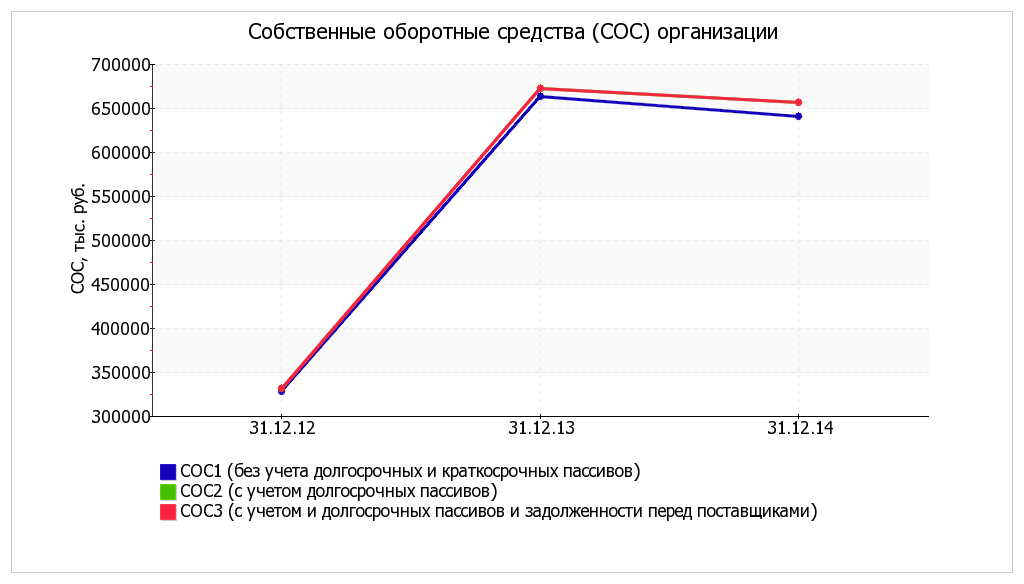 Собственные оборотные средства (СОС) организации
СОС, тыс. руб.
700000
650000
600000
550000
500000
450000
400000
350000
300000
31.12.12 31.12.13 31.12.14
СОС1 (без учета долгосрочных и краткосрочных пассивов)
СОС2 (с учетом долгосрочных пассивов)
СОС3 (с учетом и долгосрочных пассивов и задолженности перед поставщиками)